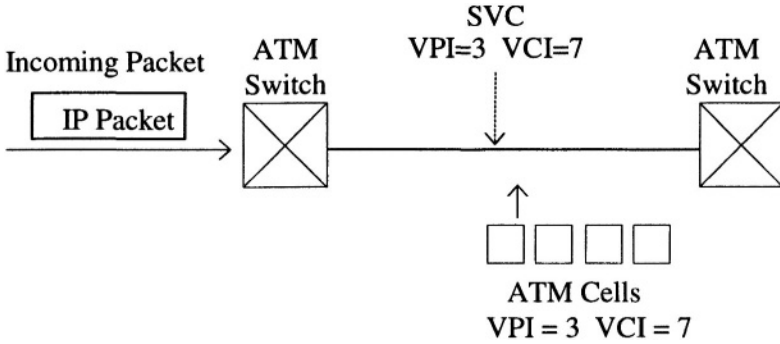 SVC
VPI=3 VCI=7
ATM
Switch
ATM
Switch
Incoming Packet
IP Packet
ATM Cells
VPI = 3 VCI = 7